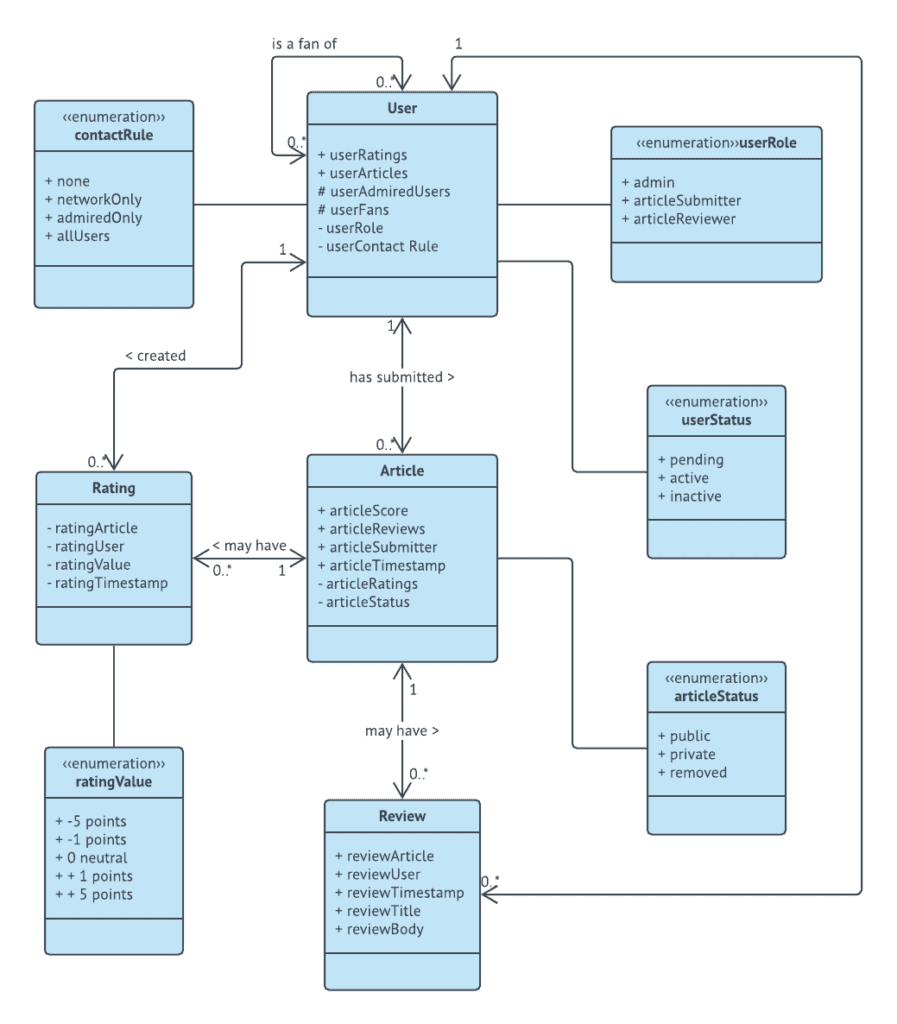 is a fan of
1
0..*
0..*
‹‹enumeration››
contactRule
+ none
+ networkOnly
+ admiredOnly
+ allUsers
User
+ userRatings
+ userArticles
# userAdmiredUsers
# userFans
- userRole
- userContact Rule
‹‹enumeration››userRole
+ admin
+ articleSubmitter
+ articleReviewer
1
< created
0..*
1
has submitted >
0..*
‹‹enumeration››
userStatus
+ pending
+ active
+ inactive
Rating
- ratingArticle
- ratingUser
- ratingValue
- ratingTimestamp
< may have
0..*
1
Article
+ articleScore
+ articleReviews
+ articleSubmitter
+ articleTimestamp
- articleRatings
- articleStatus
‹‹enumeration››
articleStatus
+ public
+ private
+ removed
1
may have >
0..*
‹‹enumeration››
ratingValue
+ -5 points
+ -1 points
+ 0 neutral
+ + 1 points
+ + 5 points
Review
+ reviewArticle
+ reviewUser
+ reviewTimestamp
+ reviewTitle
+ reviewBody
0..*